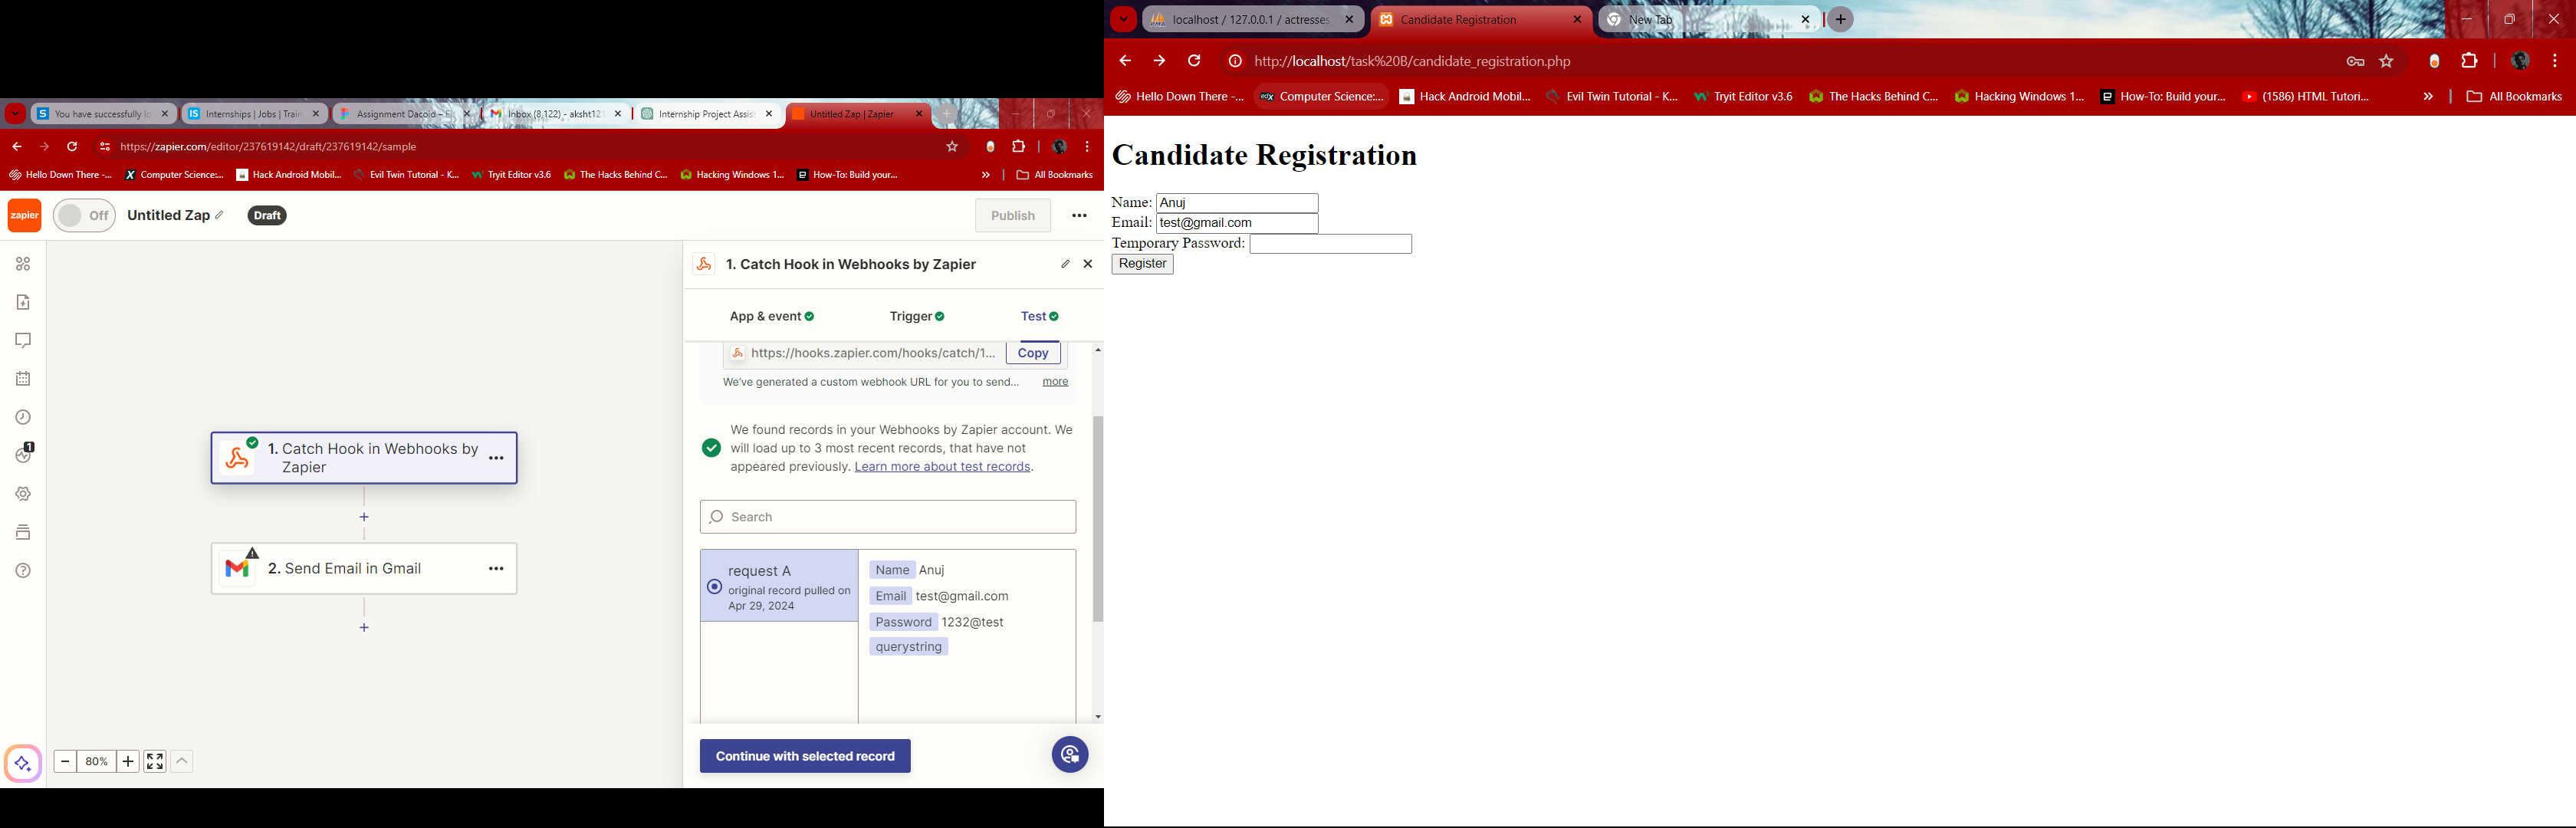 You have successfully lo
Internships | Jobs | Train
Assignment Dacoid –
Inbox (8,122) - aksht12
Internship Project Assist
Untitled Zap | Zapier
https://zapier.com/editor/237619142/draft/237619142/sample
Hello Down There -...
Computer Science:...
Hack Android Mobil...
Evil Twin Tutorial - K...
Tryit Editor v3.6
The Hacks Behind C...
Hacking Windows 1...
How-To: Build your...
»
All Bookmarks
zapier
Off
Untitled Zap
Draft
Publish
1. Catch Hook in Webhooks by
Zapier
2. Send Email in Gmail
1
80%
1. Catch Hook in Webhooks by Zapier
App & event
Trigger
Test
https://hooks.zapier.com/hooks/catch/1...
Copy
We've generated a custom webhook URL for you to send...
more
We found records in your Webhooks by Zapier account. We
will load up to 3 most recent records, that have not
appeared previously. Learn more about test records.
Search
request A
original record pulled on
Apr 29, 2024
Name Anuj
Email test@gmail.com
Password 1232@test
querystring
Continue with selected record
localhost / 127.0.0.1 / actresses
Candidate Registration
New Tab
http://localhost/task%20B/candidate_registration.php
Hello Down There -...
edX Computer Science:...
Hack Android Mobil...
Evil Twin Tutorial - K...
Tryit Editor v3.6
The Hacks Behind C...
Hacking Windows 1...
How-To: Build your...
(1586) HTML Tutori...
»
All Bookmarks
Candidate Registration
Name: Anuj
Email: test@gmail.com
Temporary Password:
Register